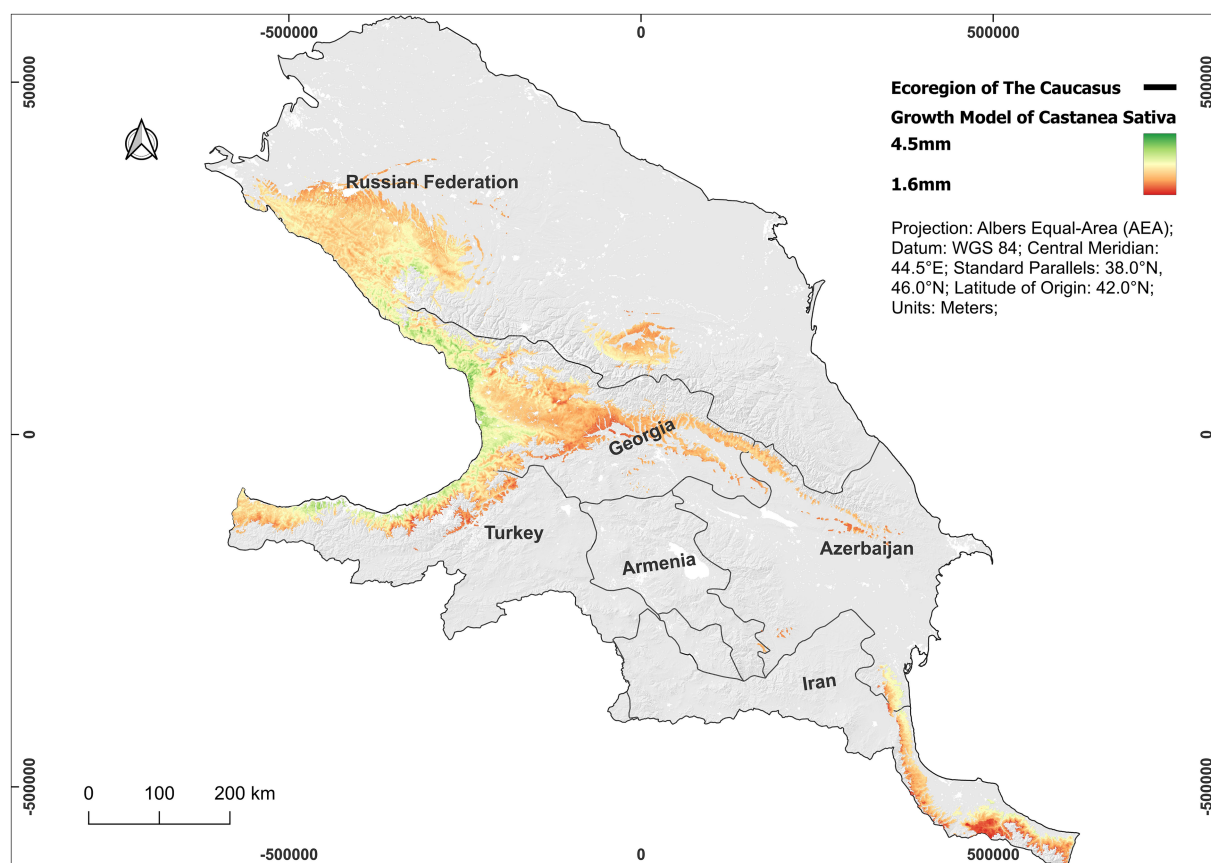 -500000
0
500000
500000
500000
Ecoregion of The Caucasus
Growth Model of Castanea Sativa
4.5mm
1.6mm
Russian Federation
Projection: Albers Equal-Area (AEA);
Datum: WGS 84; Central Meridian:
44.5°E; Standard Parallels: 38.0°N,
46.0°N; Latitude of Origin: 42.0°N;
Units: Meters;
0
0
Georgia
Turkey
Azerbaijan
Armenia
Iran
-500000
-500000
0
100
200 km
-500000
0
500000